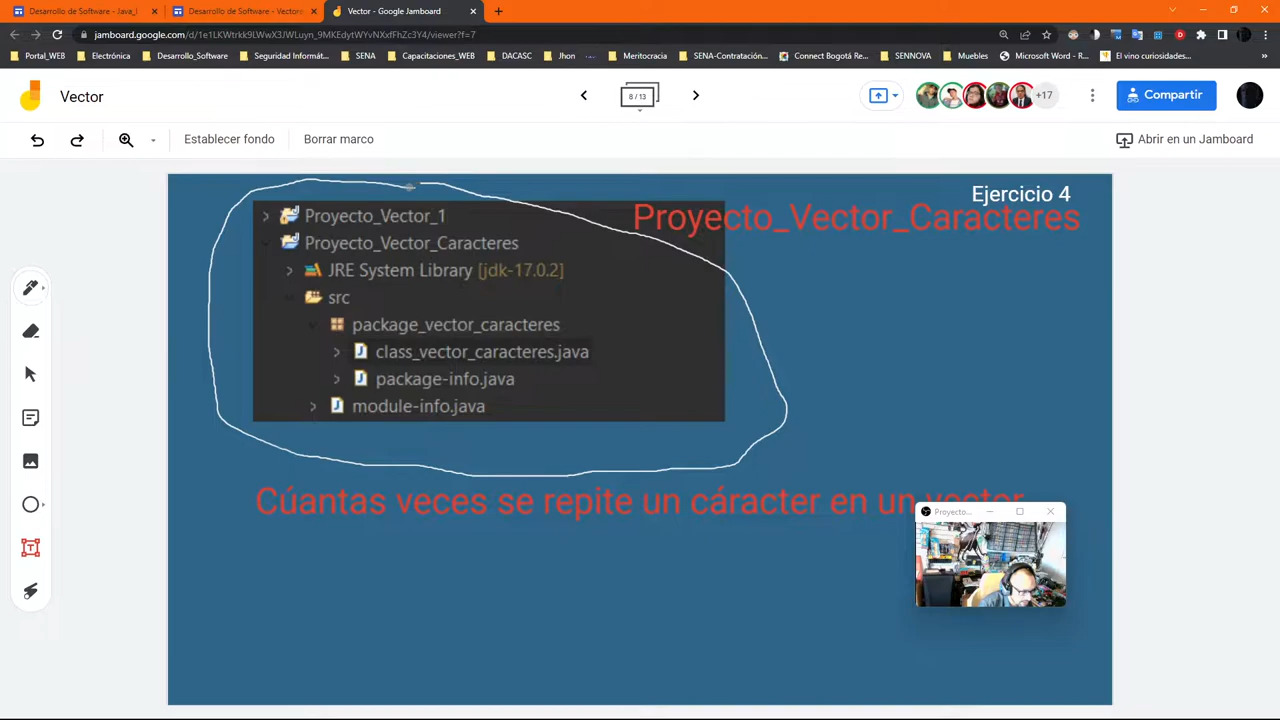 Desarrollo de Software - Java_I
Desarrollo de Software - Vectore
Vector - Google Jamboard
jamboard.google.com/d/1e1LKWtrkk9LWwX3JWLuyn_9MKEdytWYvNXxfFhZc3Y4/viewer?f=7
Portal_WEB
Electrónica
Desarrollo_Software
Seguridad Informát...
SENA
Capacitaciones_WEB
DACASC
Jhon
Meritocracia
SENA-Contratación...
Connect Bogotá Re...
SENNOVA
Muebles
Microsoft Word - R...
El vino curiosidades...
Vector
8 / 13
+17
Compartir
Establecer fondo
Borrar marco
Abrir en un Jamboard
Ejercicio 4
Proyecto_Vector_Caracteres
Proyecto_Vector_1
Proyecto_Vector_Caracteres
JRE System Library [jdk-17.0.2]
src
package_vector_caracteres
class_vector_caracteres.java
package-info.java
module-info.java
Cúantas veces se repite un cáracter en un vector
Proyecto...